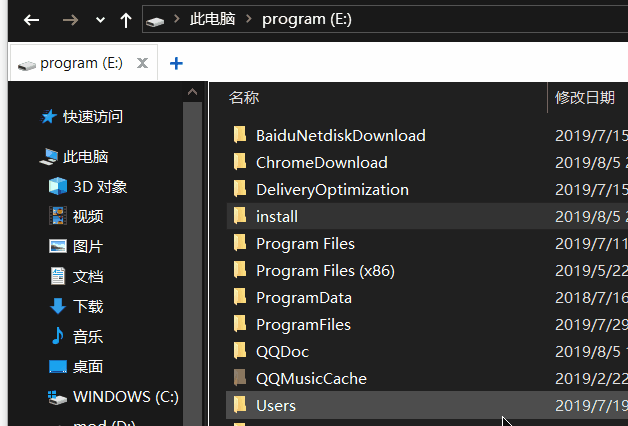 此电脑 program (E:)
program (E:)
名称 修改日期
快速访问
此电脑
3D 对象
视频
图片
文档
下载
音乐
桌面
WINDOWS (C:)
mod (D:)
BaiduNetdiskDownload 2019/7/15
ChromeDownload 2019/8/5 2
DeliveryOptimization 2019/7/15
install 2019/8/5 2
Program Files 2019/7/11
Program Files (x86) 2019/5/22
ProgramData 2018/7/16
ProgramFiles 2019/7/29
QQDoc 2019/8/5 1
QQMusicCache 2019/2/22
Users 2019/7/19